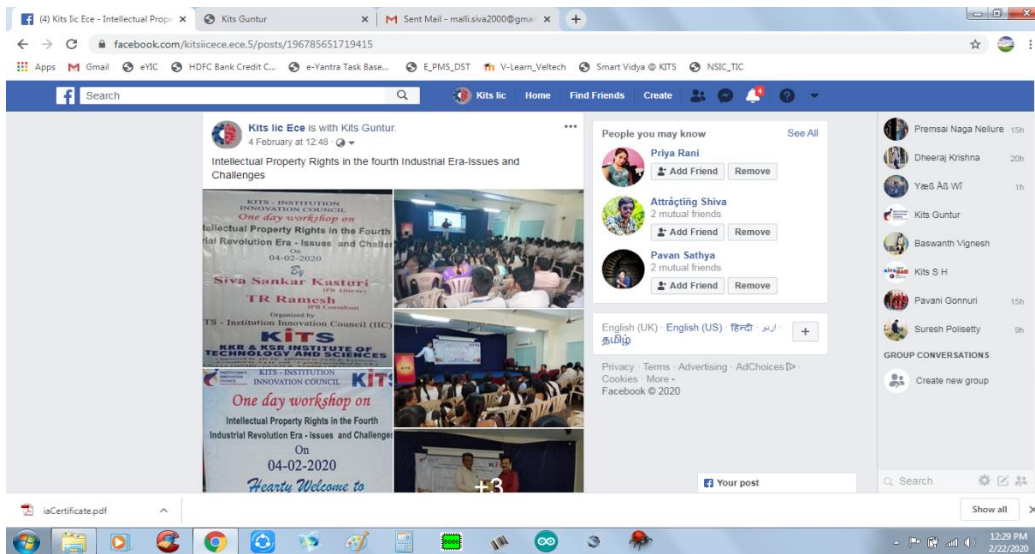 (4) Kits Iic Ece - Intellectual Prope
Kits Guntur
Sent Mail - malli.siva2000@gmai
facebook.com/kitsiicece.ece.5/posts/196785651719415
Apps
Gmail
eYIC
HDFC Bank Credit C...
e-Yantra Task Base...
E_PMS_DST
V-Learn_Veltech
Smart Vidya @ KITS
NSIC_TIC
Search
Kits Iic
Home
Find Friends
Create
4
Kits Iic Ece is with Kits Guntur.
4 February at 12:48
Intellectual Property Rights in the fourth Industrial Era-Issues and
Challenges
KITS - INSTITUTION
INNOVATION COUNCIL
One day workshop on
tellectual Property Rights in the Fourth
rial Revolution Era - Issues and Challen
On
04-02-2020
By
Siva Sankar Kasturi
(IPR Attorny)
TR Ramesh
(IPR Consultant)
Organized by
TS - Institution Innovation Council (IIC)
KITS
KKR & KSR INSTITUTE OF
TECHNOLOGY AND SCIENCES
KITS - INSTITUTION
INNOVATION COUNCIL
KITS
One day workshop on
Intellectual Property Rights in the Fourth
Industrial Revolution Era - Issues and Challenges
On
04-02-2020
Hearty Welcome to
+3
People you may know
See All
Priya Rani
Add Friend
Remove
Attráçtïñg Shiva
2 mutual friends
Add Friend
Remove
Pavan Sathya
2 mutual friends
Add Friend
Remove
English (UK) · English (US) · हिन्दी · اردو ·
தமிழ்
Privacy · Terms · Advertising · AdChoices ·
Cookies · More
Facebook © 2020
Your post
Premsai Naga Nellure 15h
Dheeraj Krishna 20h
Yæß Äß Wî 1h
Kits Guntur
Baswanth Vignesh
Kits S H
Pavani Gonnuri 15h
Suresh Polisetty 9h
GROUP CONVERSATIONS
Create new group
Search
iaCertificate.pdf
Show all
12:29 PM
2/22/2020